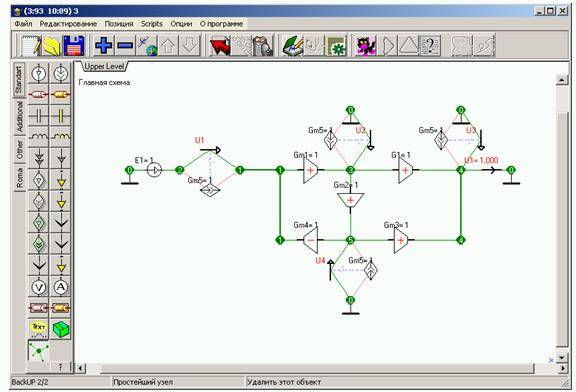 (3:93 10:89) 3
Файл Редактирование Позиция Scripts Опции О программе
Upper Level
Главная схема
Standart
Additional
Other
Roma
0 0
Gm5= 1 U2 Gm5= 1 U3
U1
E1= 1 Gm1= 1 G1= 1 U1= 1,000
0 2 1 1 3 4 0
Gm5= 1
Gm2= 1
Gm4= 1 Gm3= 1
1 5 4
U4 Gm5= 1
0
V A
Text
BackUP 2/2 Простейший узел Удалить этот объект